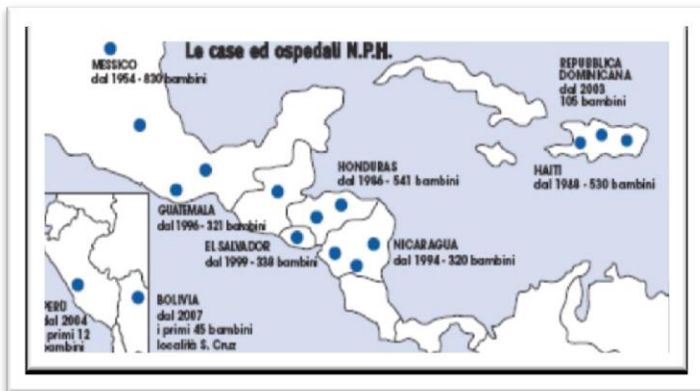 Le case ed ospedali N.P.H.
MESSICO
dal 1954 - 830 bambini
REPUBBLICA
DOMINICANA
dal 2003
105 bambini
HONDURAS
dal 1986 - 541 bambini
HAITI
dal 1988 - 530 bambini
GUATEMALA
dal 1996 - 321 bambini
EL SALVADOR
dal 1999 - 338 bambini
NICARAGUA
dal 1994 - 320 bambini
PERÙ
dal 2004
i primi 12
bambini
BOLIVIA
dal 2007
i primi 45 bambini
località S. Cruz